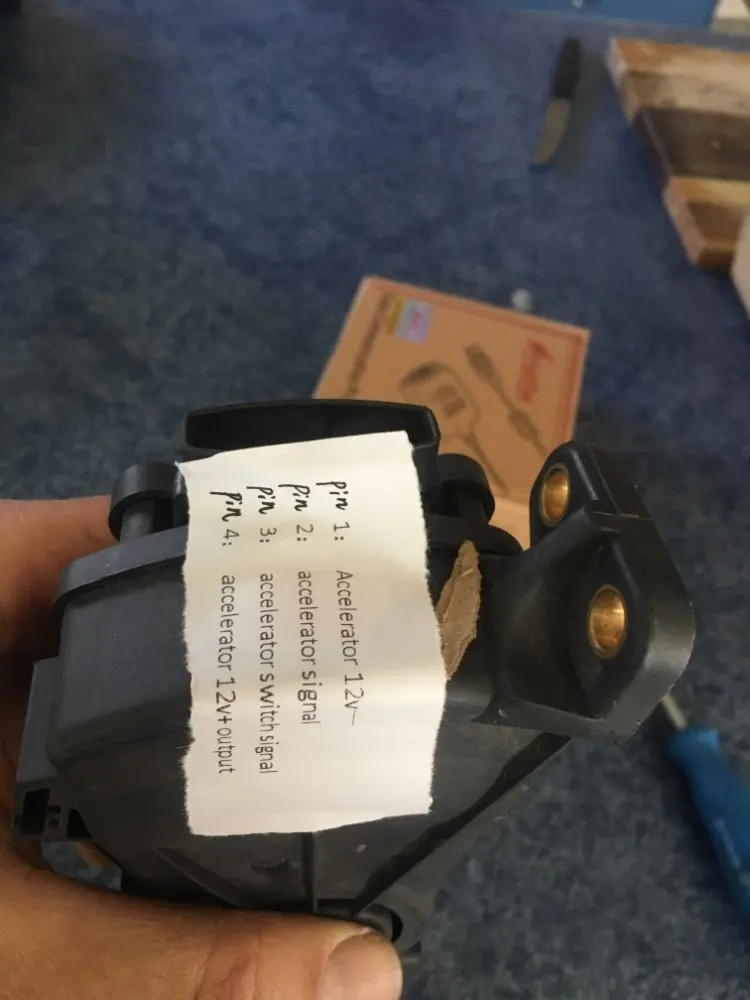 pin 1: Accelerator 12v-
pin 2: accelerator signal
pin 3: accelerator switch signal
pin 4: accelerator 12v+ output